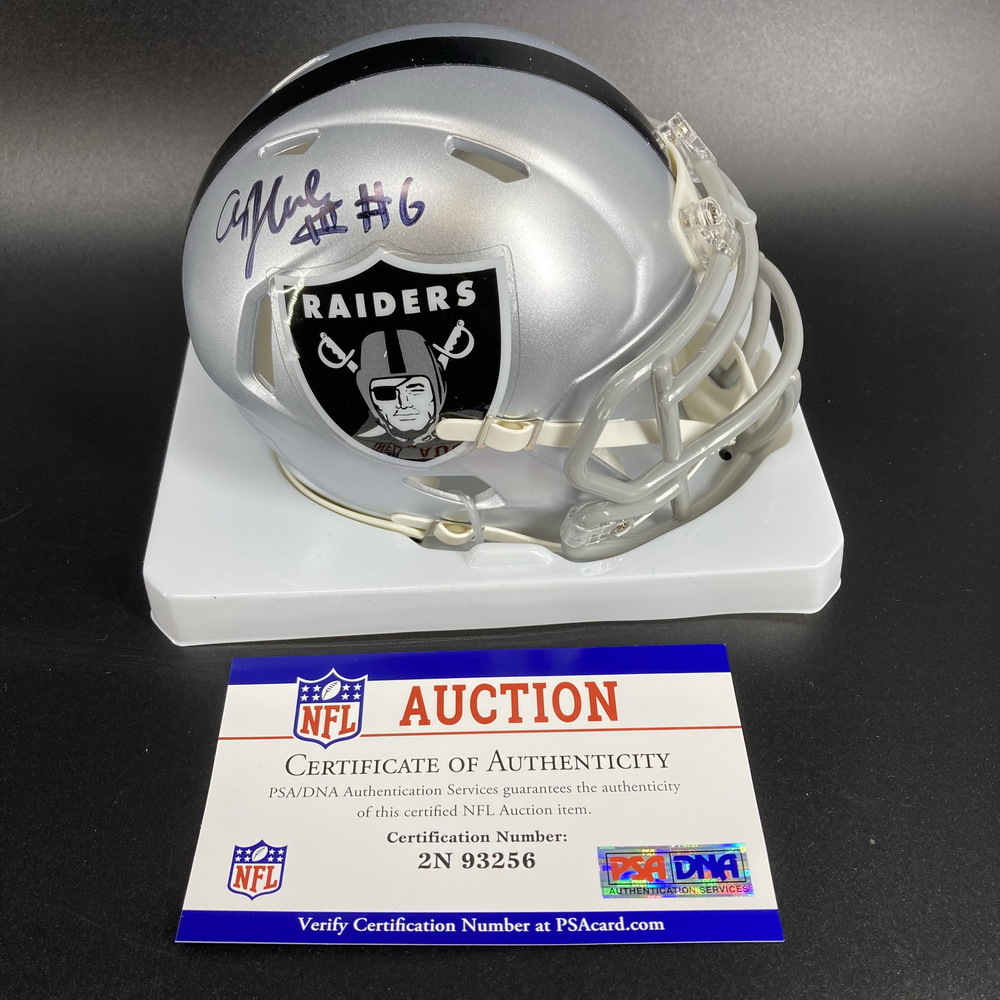 #6
RAIDERS
NFL
AUCTION
CERTIFICATE OF AUTHENTICITY
PSA/DNA Authentication Services guarantees the authenticity
of this certified NFL Auction item.
Certification Number:
2N 93256
NFL
PSA DNA
AUTHENTICATION SERVICES
Verify Certification Number at PSAcard.com